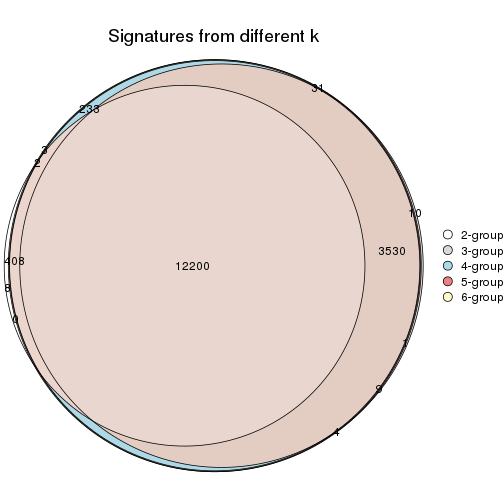 Signatures from different k
31
233
3
2
10
3530
408
12200
8
0
1
9
4
2-group
3-group
4-group
5-group
6-group